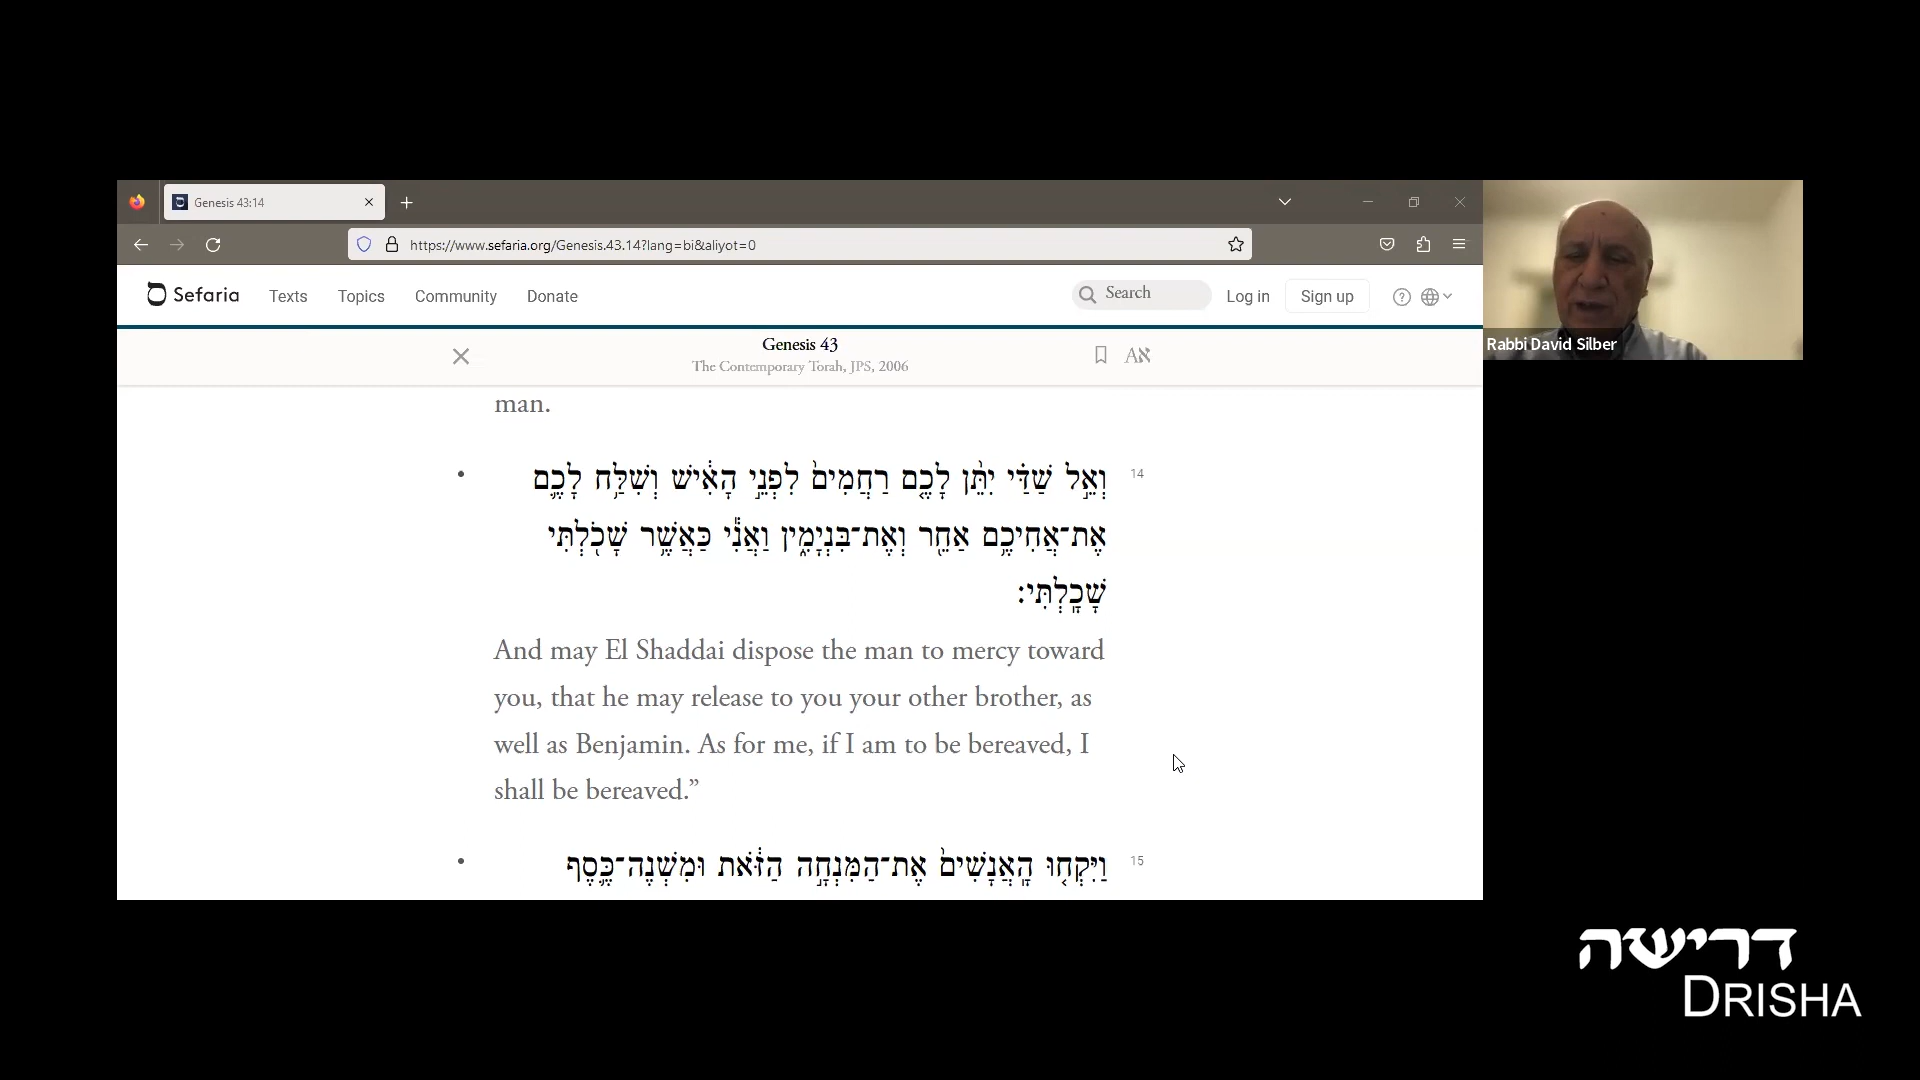 Genesis 43:14
https://www.sefaria.org/Genesis.43.14?lang=bi&aliyot=0
Sefaria Texts Topics Community Donate Search Log in Sign up
Genesis 43
The Contemporary Torah, JPS, 2006
Aא
man.
14
וְאֵ֣ל שַׁדַּ֗י יִתֵּ֨ן לָכֶ֤ם רַחֲמִים֙ לִפְנֵ֣י הָאִ֔ישׁ וְשִׁלַּ֥ח לָכֶ֛ם
אֶת־אֲחִיכֶ֥ם אַחֵ֖ר וְאֶת־בִּנְיָמִ֑ין וַאֲנִ֕י כַּאֲשֶׁ֥ר שָׁכֹ֖לְתִּי
שָׁכָֽלְתִּי׃
And may El Shaddai dispose the man to mercy toward
you, that he may release to you your other brother, as
well as Benjamin. As for me, if I am to be bereaved, I
shall be bereaved.”
15
וַיִּקְח֤וּ הָֽאֲנָשִׁים֙ אֶת־הַמִּנְחָ֣ה הַזֹּ֔את וּמִשְׁנֶה־כֶּ֛סֶף
Rabbi David Silber
דרישה
DRISHA